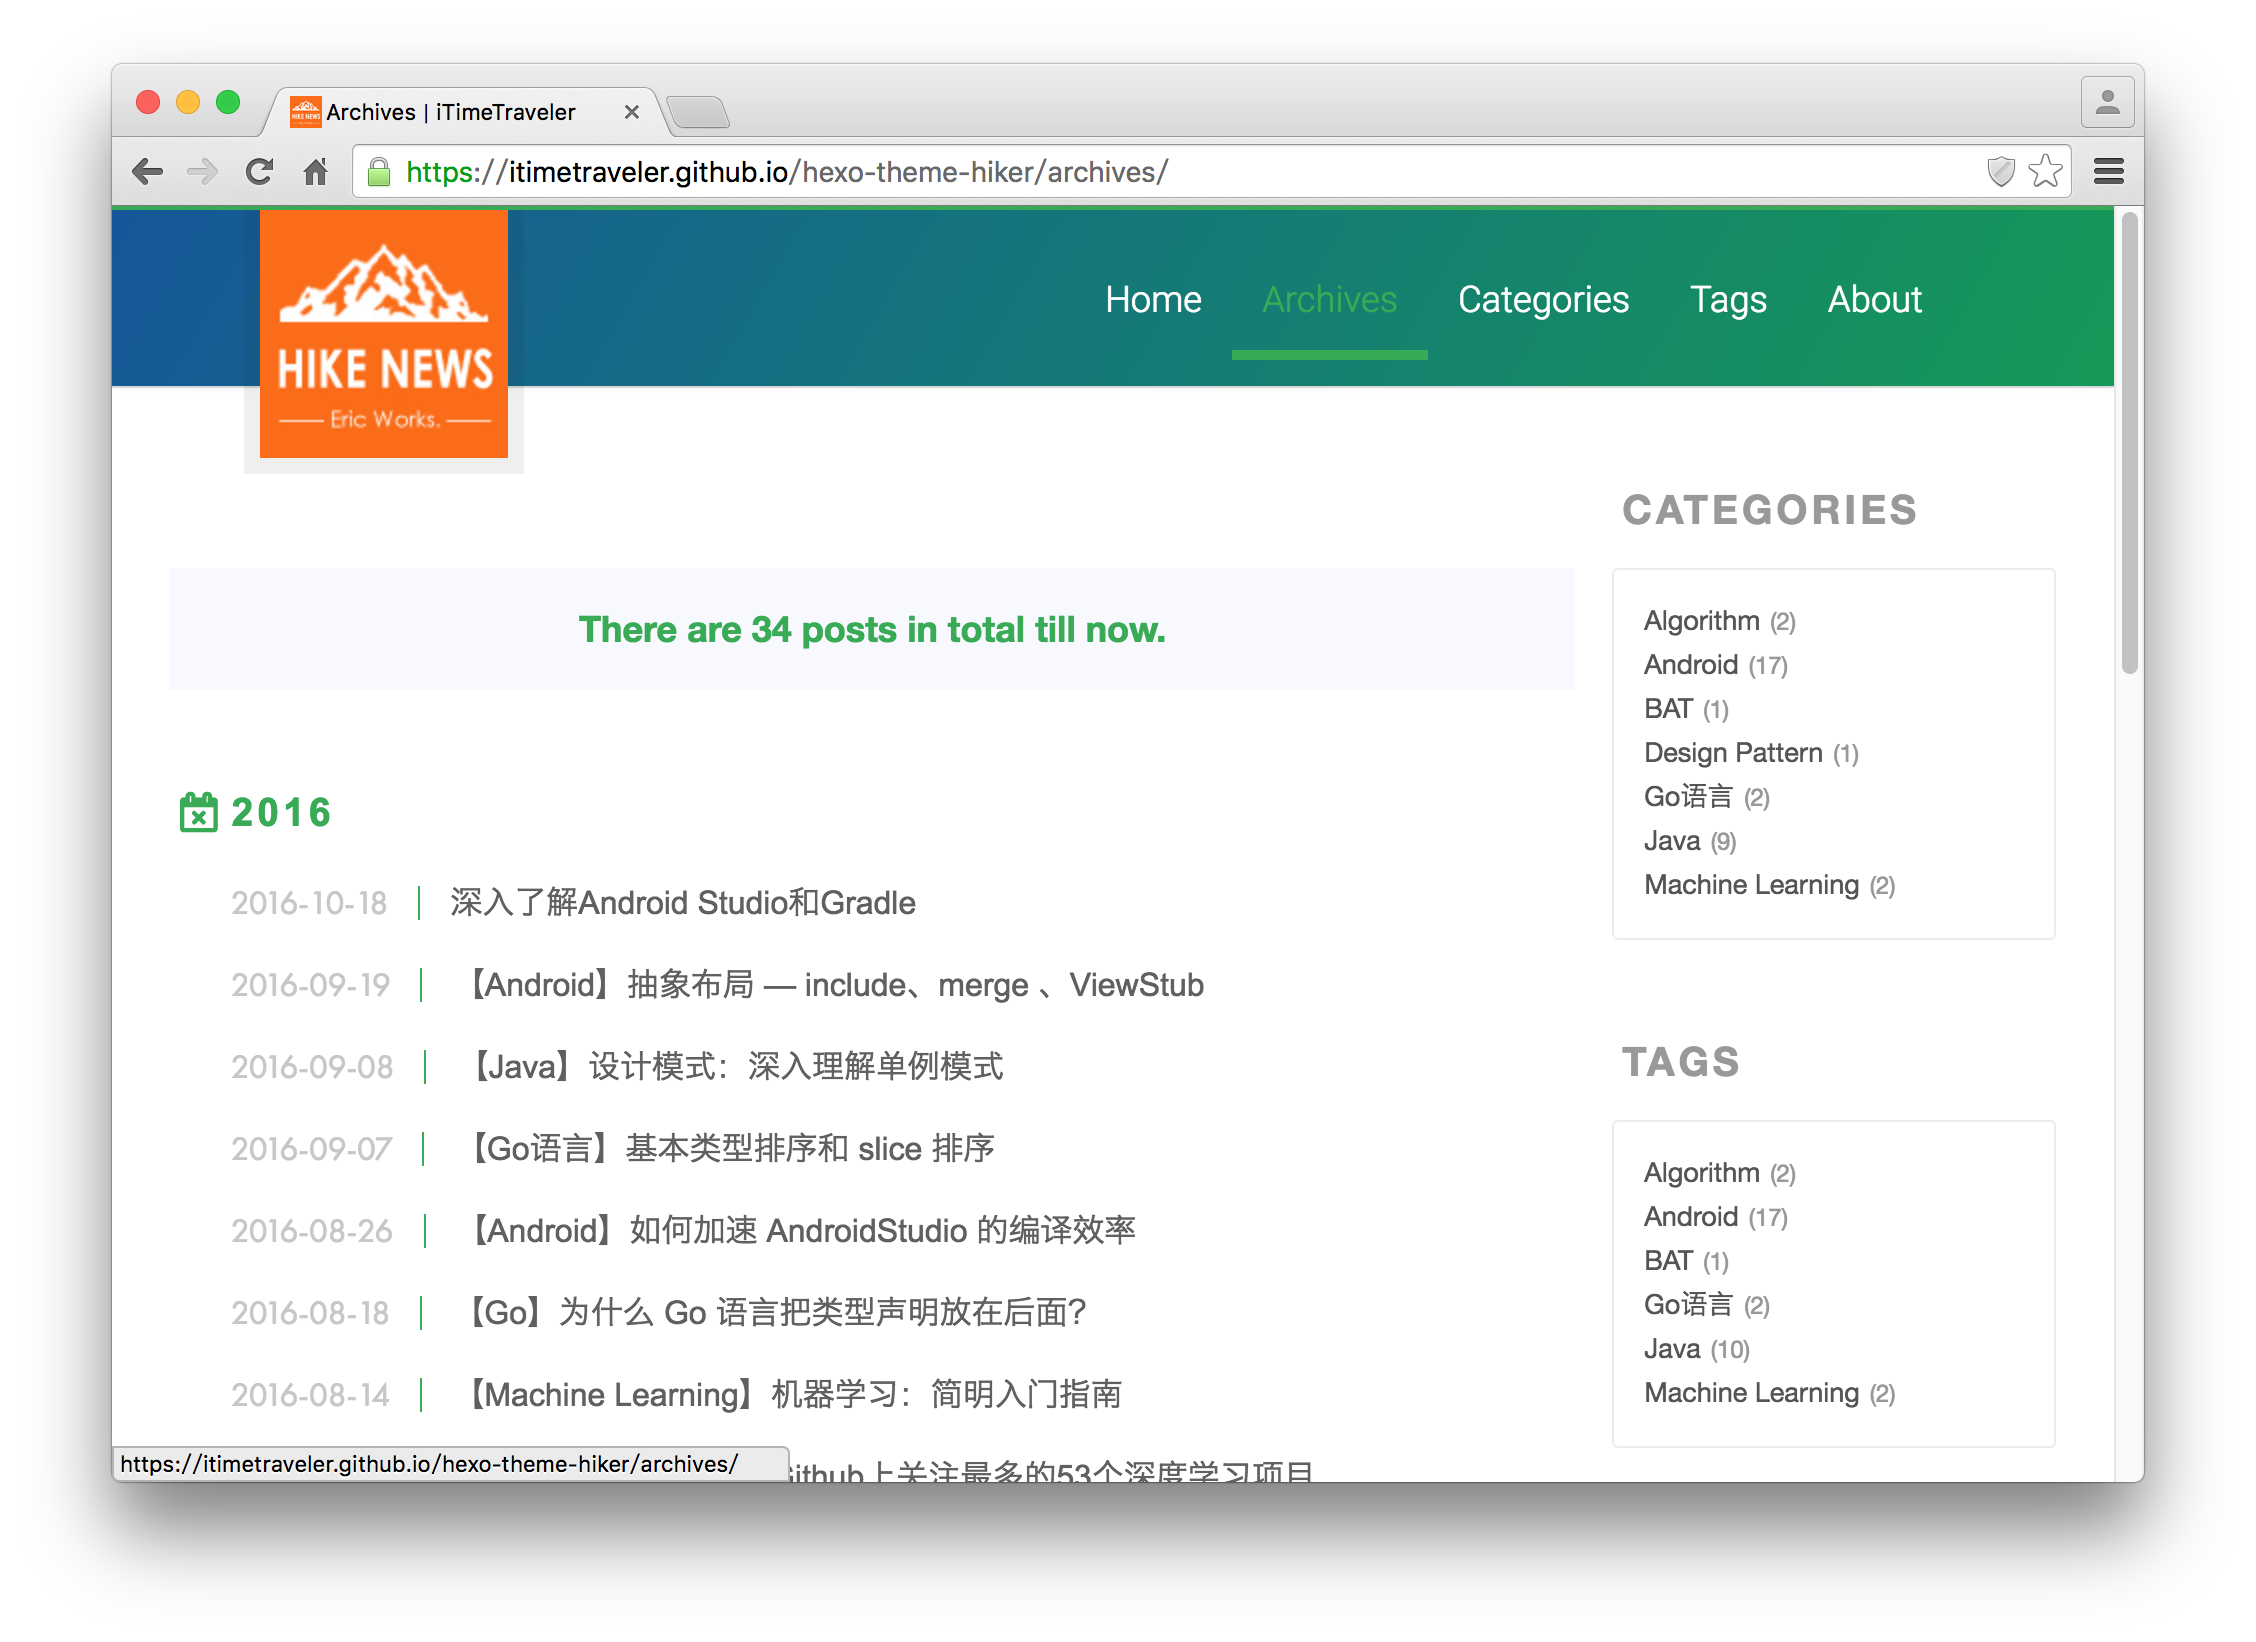 Archives | iTimeTraveler
https://itimetraveler.github.io/hexo-theme-hiker/archives/
HIKE NEWS
Eric Works.
Home Archives Categories Tags About
There are 34 posts in total till now.
2016
2016-10-18 深入了解Android Studio和Gradle
2016-09-19 【Android】抽象布局 — include、merge 、ViewStub
2016-09-08 【Java】设计模式：深入理解单例模式
2016-09-07 【Go语言】基本类型排序和 slice 排序
2016-08-26 【Android】如何加速 AndroidStudio 的编译效率
2016-08-18 【Go】为什么 Go 语言把类型声明放在后面？
2016-08-14 【Machine Learning】机器学习：简明入门指南
Github上关注最多的53个深度学习项目
https://itimetraveler.github.io/hexo-theme-hiker/archives/
CATEGORIES
Algorithm (2)
Android (17)
BAT (1)
Design Pattern (1)
Go语言 (2)
Java (9)
Machine Learning (2)
TAGS
Algorithm (2)
Android (17)
BAT (1)
Go语言 (2)
Java (10)
Machine Learning (2)